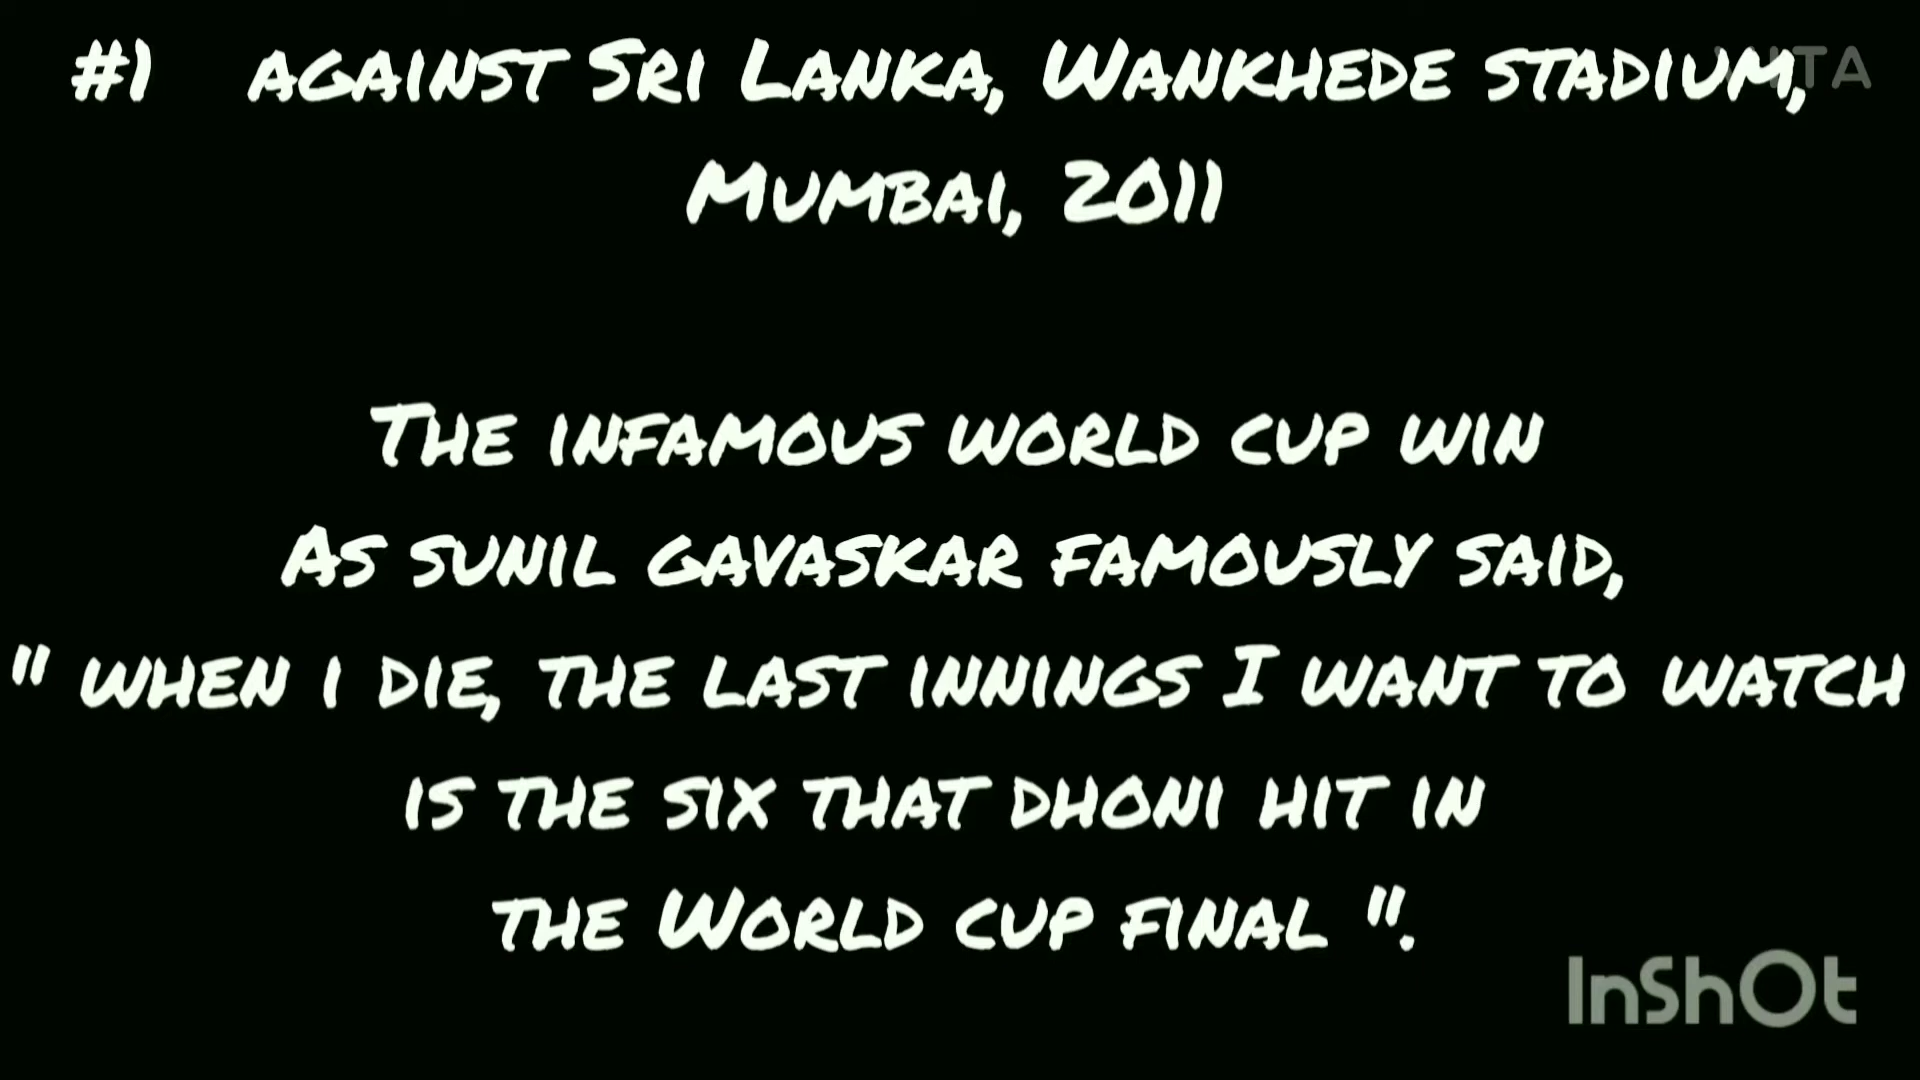 #1 against Sri Lanka, Wankhede stadium,
Mumbai, 2011
The infamous world cup win
As sunil gavaskar famously said,
" when i die, the last innings I want to watch
is the six that dhoni hit in
the World cup final ".
InShOt